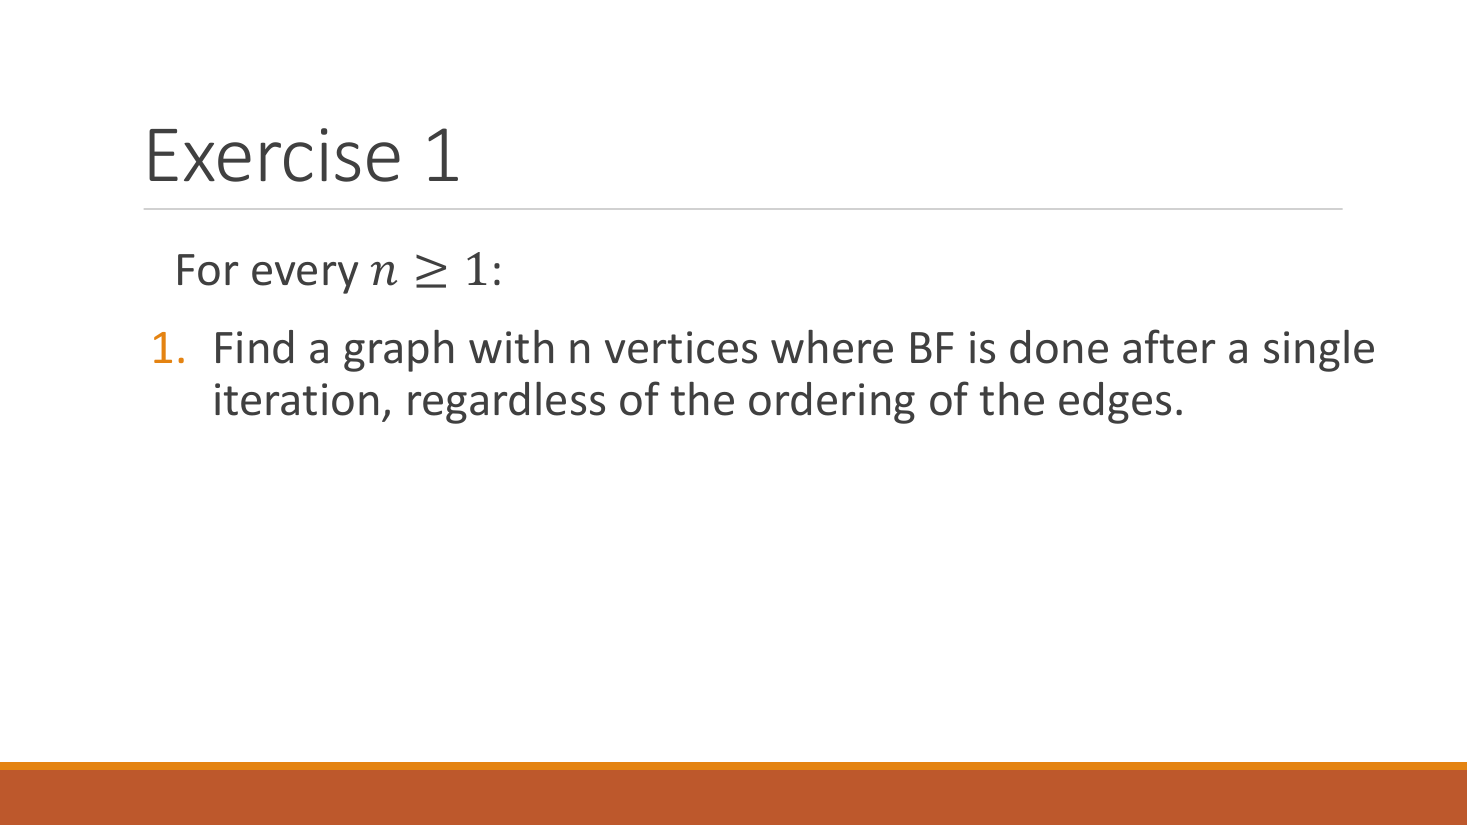 Exercise 1
For every 𝑛 ≥ 1:
1. Find a graph with n vertices where BF is done after a single
iteration, regardless of the ordering of the edges.